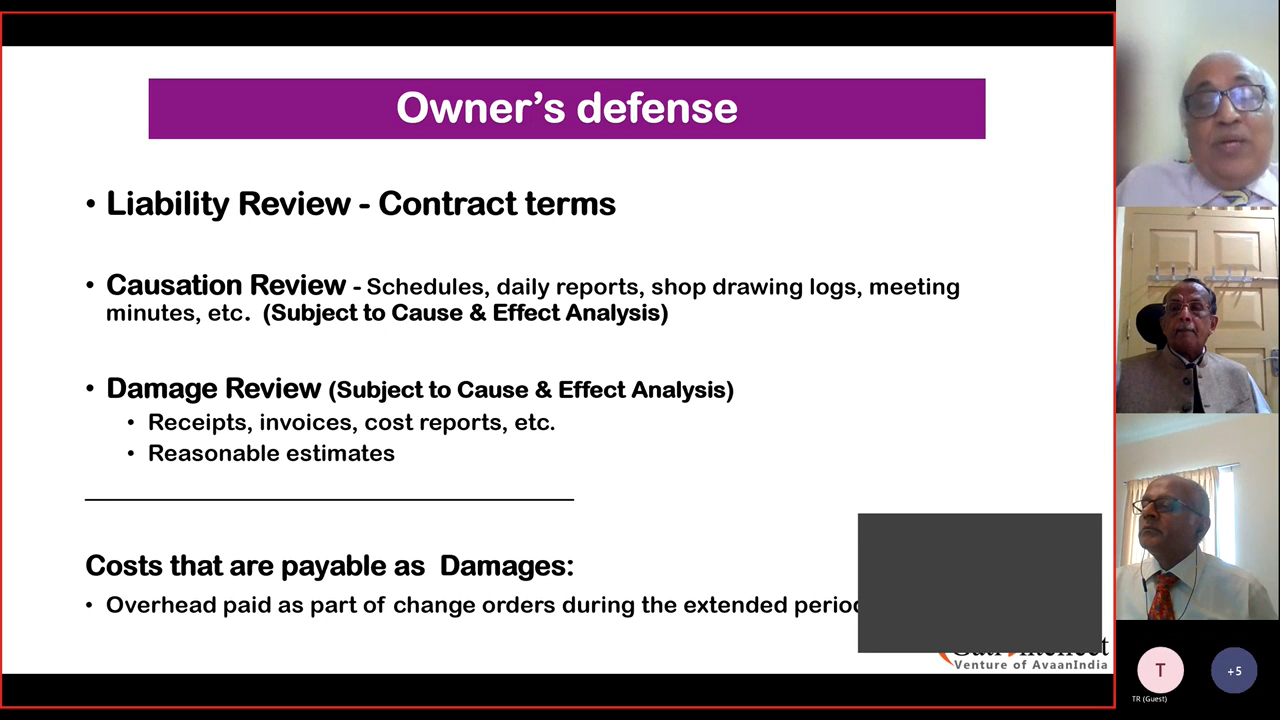 Owner's defense
• Liability Review - Contract terms
• Causation Review - Schedules, daily reports, shop drawing logs, meeting
minutes, etc. (Subject to Cause & Effect Analysis)
• Damage Review (Subject to Cause & Effect Analysis)
• Receipts, invoices, cost reports, etc.
• Reasonable estimates
Costs that are payable as Damages:
• Overhead paid as part of change orders during the extended
Venture of AvaanIndia
T
+5
TR (Guest)